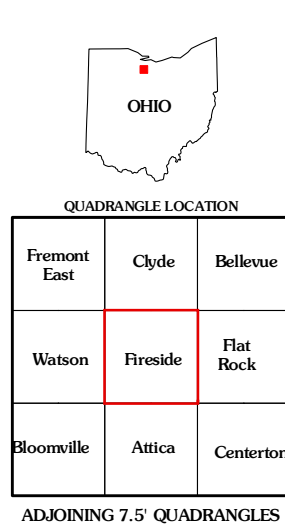 OHIO
QUADRANGLE LOCATION
Fremont East Clyde Bellevue
Watson Fireside Flat Rock
Bloomville Attica Centerton
ADJOINING 7.5' QUADRANGLES